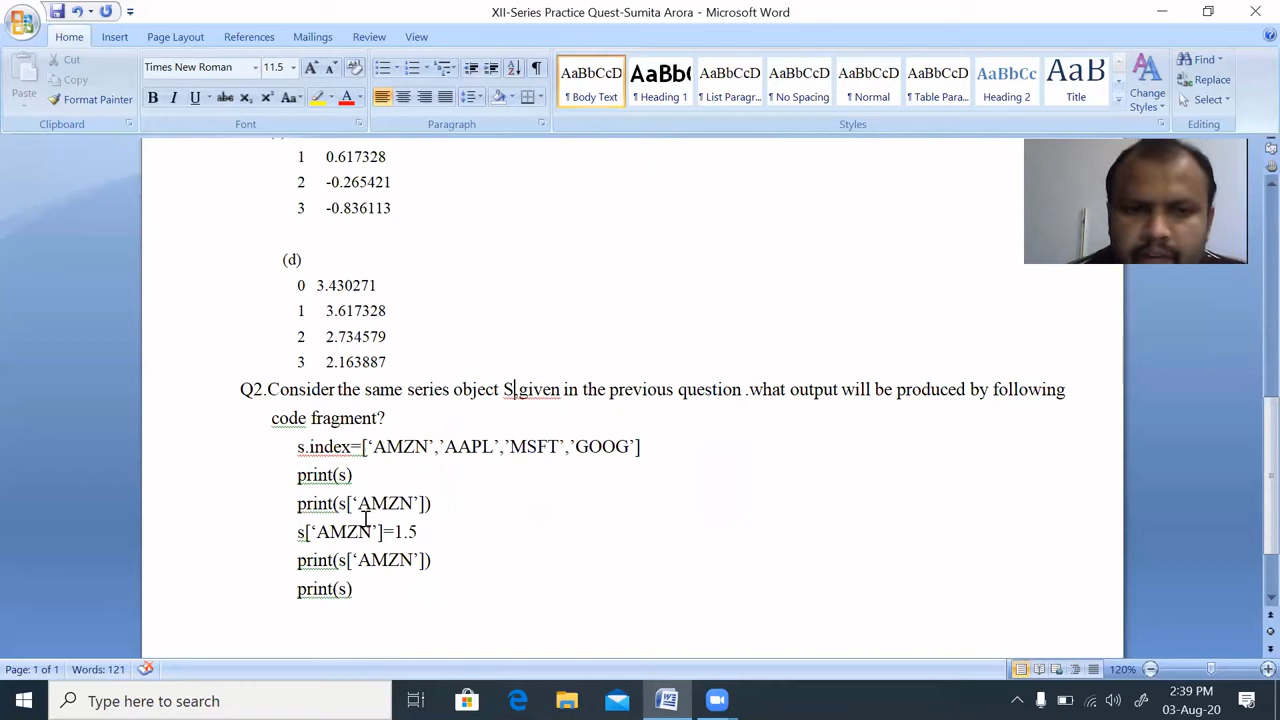 XII-Series Practice Quest-Sumita Arora - Microsoft Word
Home Insert Page Layout References Mailings Review View
Paste
Cut
Copy
Format Painter
Clipboard
Times New Roman 11.5
B I U abc X₂ X² Aa
Font
Paragraph
AaBbCcD AaBb( AaBbCcD AaBbCcD AaBbCcD AaBbCcD AaBbCc AaB
¶ Body Text Heading 1 ¶ List Paragr... ¶ No Spacing ¶ Normal ¶ Table Para... Heading 2 Title
Change Styles
Styles
Find
Replace
Select
Editing
1 0.617328
2 -0.265421
3 -0.836113
(d)
0 3.430271
1 3.617328
2 2.734579
3 2.163887
Q2.Consider the same series object S given in the previous question .what output will be produced by following
code fragment?
s.index=[‘AMZN’,’AAPL’,’MSFT’,’GOOG’]
print(s)
print(s[‘AMZN’])
s[‘AMZN’]=1.5
print(s[‘AMZN’])
print(s)
Page: 1 of 1 Words: 121 120%
Type here to search
2:39 PM
03-Aug-20